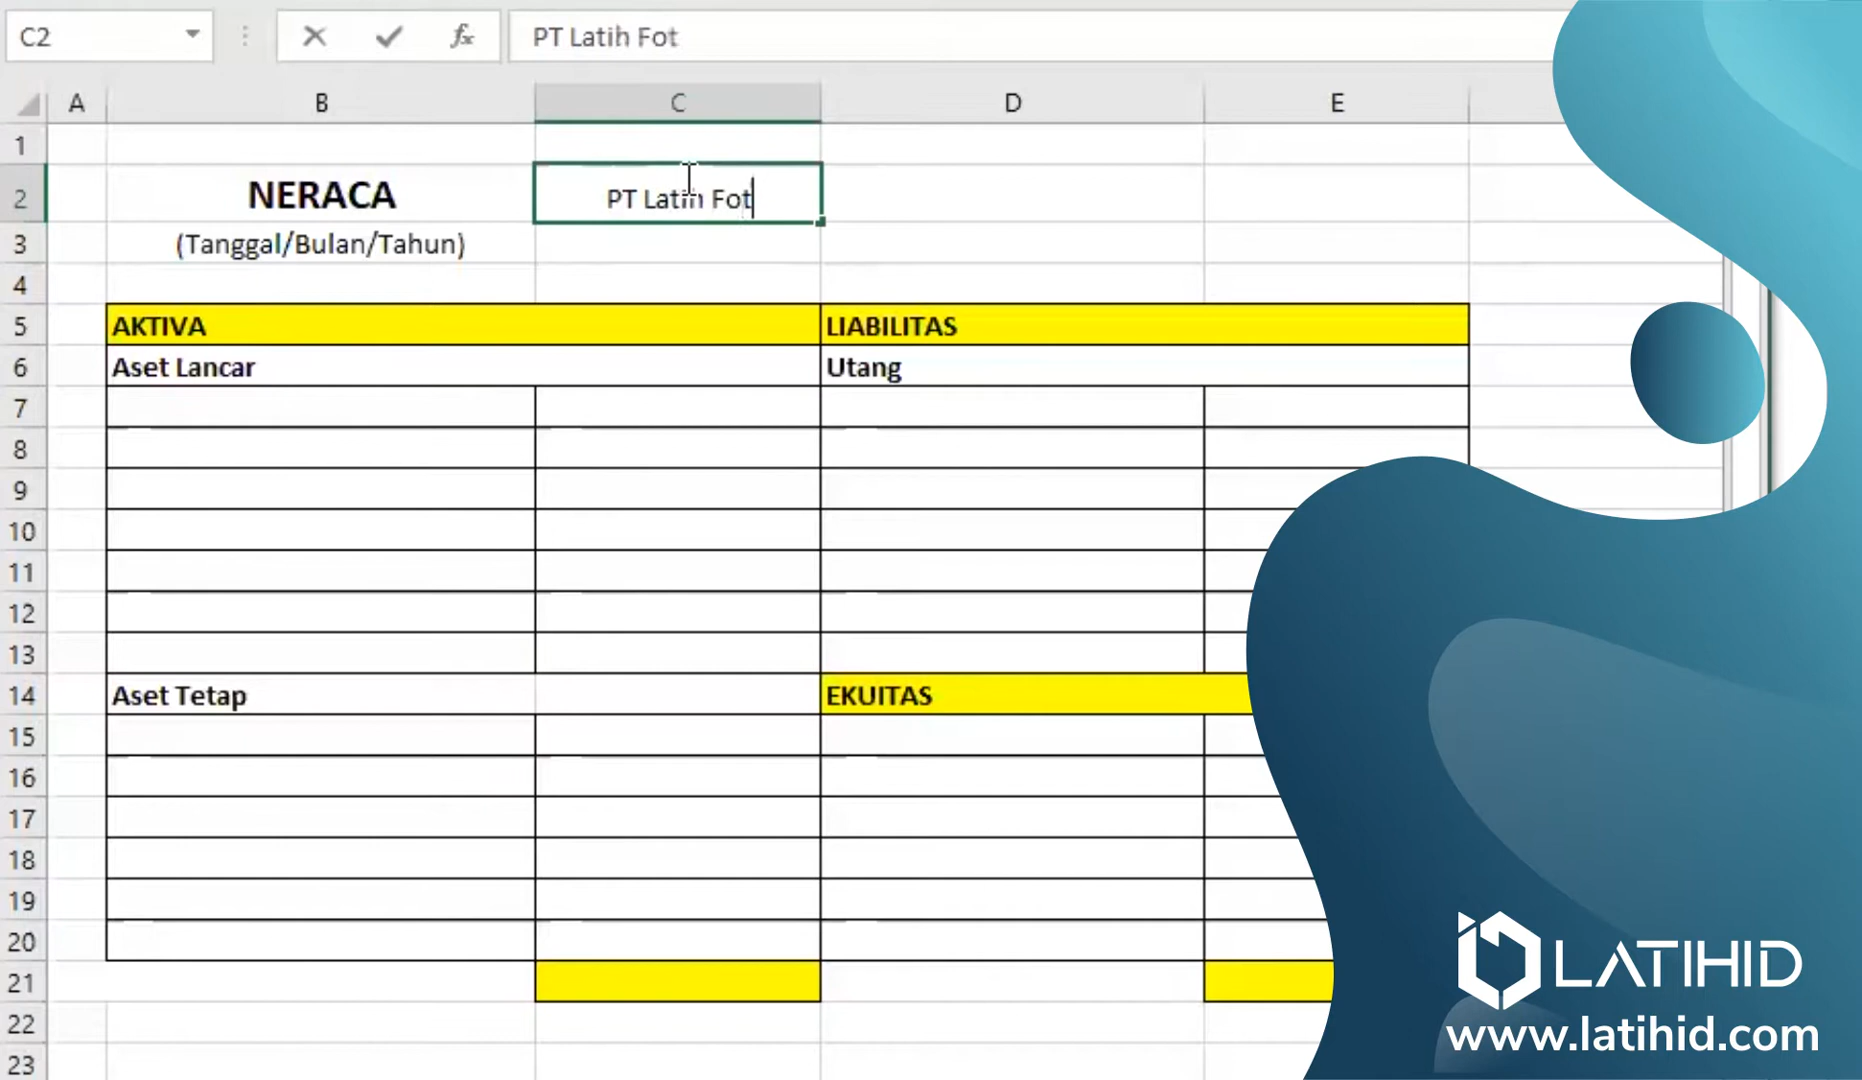 C2
fx
PT Latih Fot
A B C D E
1
2 NERACA PT Latih Fot
3 (Tanggal/Bulan/Tahun)
4
5 AKTIVA LIABILITAS
6 Aset Lancar Utang
7
8
9
10
11
12
13
14 Aset Tetap EKUITAS
15
16
17
18
19
20
21
22
23
LATIHID
www.latihid.com